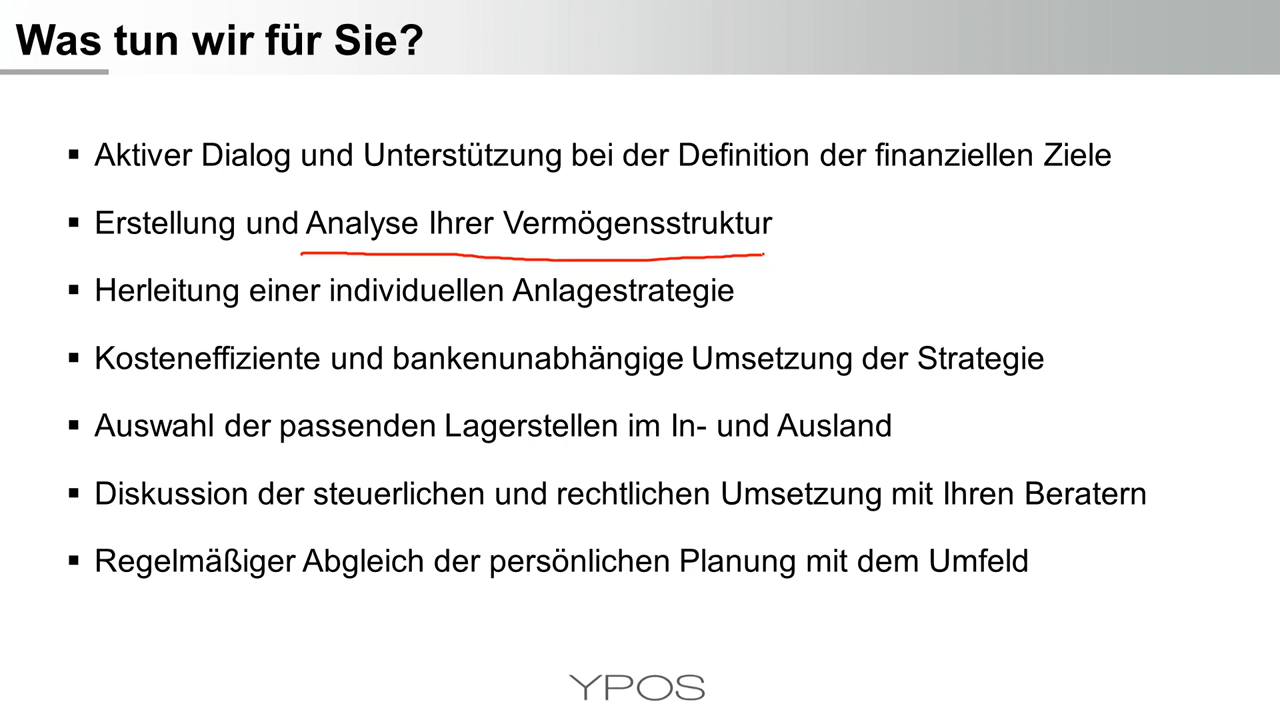 Was tun wir für Sie?
▪ Aktiver Dialog und Unterstützung bei der Definition der finanziellen Ziele
▪ Erstellung und Analyse Ihrer Vermögensstruktur
▪ Herleitung einer individuellen Anlagestrategie
▪ Kosteneffiziente und bankenunabhängige Umsetzung der Strategie
▪ Auswahl der passenden Lagerstellen im In- und Ausland
▪ Diskussion der steuerlichen und rechtlichen Umsetzung mit Ihren Beratern
▪ Regelmäßiger Abgleich der persönlichen Planung mit dem Umfeld
YPOS